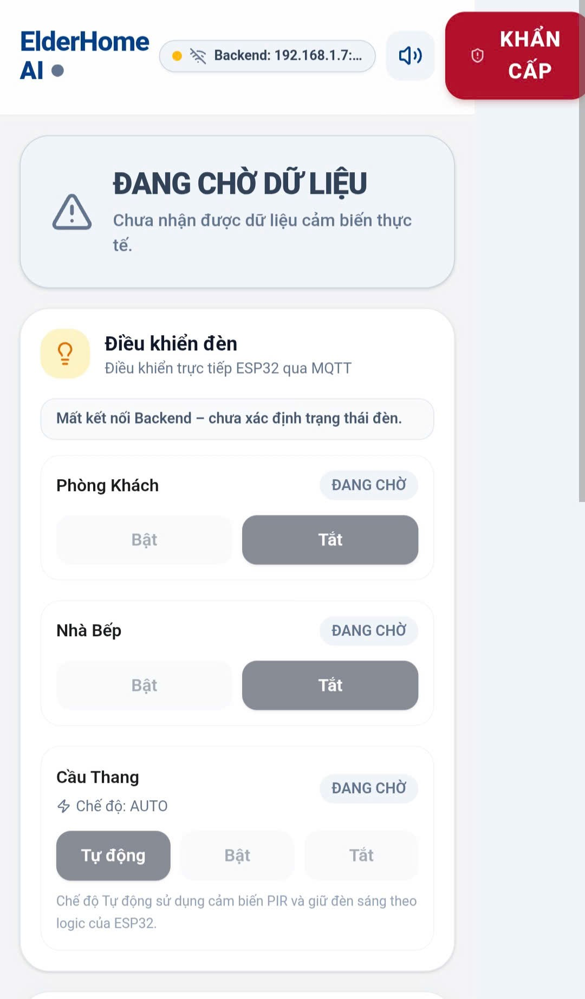 ElderHome
AI
Backend: 192.168.1.7:...
KHẨN
CẤP
ĐANG CHỜ DỮ LIỆU
Chưa nhận được dữ liệu cảm biến thực
tế.
Điều khiển đèn
Điều khiển trực tiếp ESP32 qua MQTT
Mất kết nối Backend – chưa xác định trạng thái đèn.
Phòng Khách
ĐANG CHỜ
Bật
Tắt
Nhà Bếp
ĐANG CHỜ
Bật
Tắt
Cầu Thang
ĐANG CHỜ
Chế độ: AUTO
Tự động
Bật
Tắt
Chế độ Tự động sử dụng cảm biến PIR và giữ đèn sáng theo
logic của ESP32.